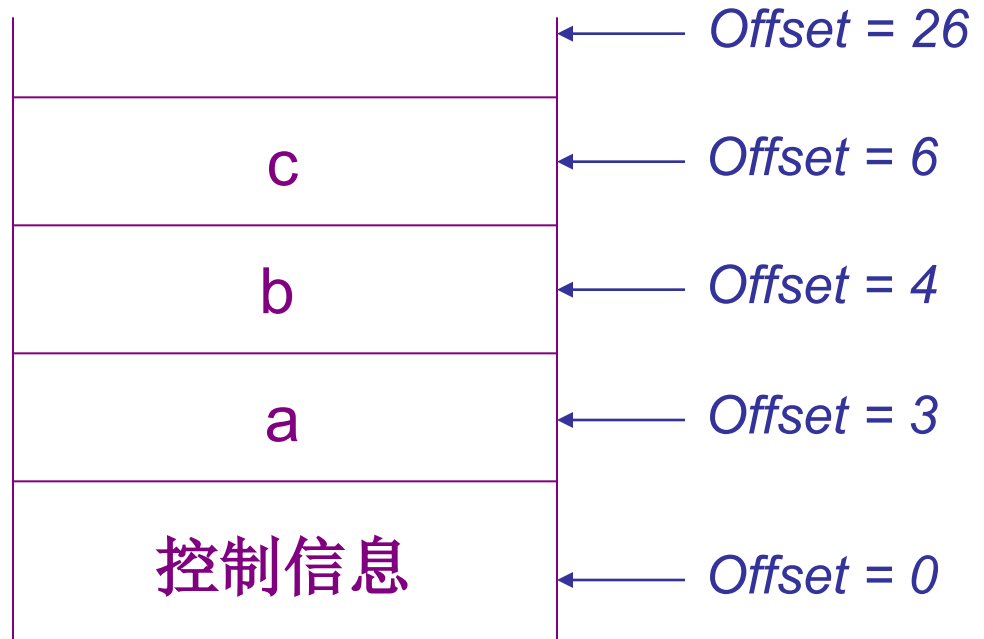 Offset = 26
c Offset = 6
b Offset = 4
a Offset = 3
控制信息 Offset = 0